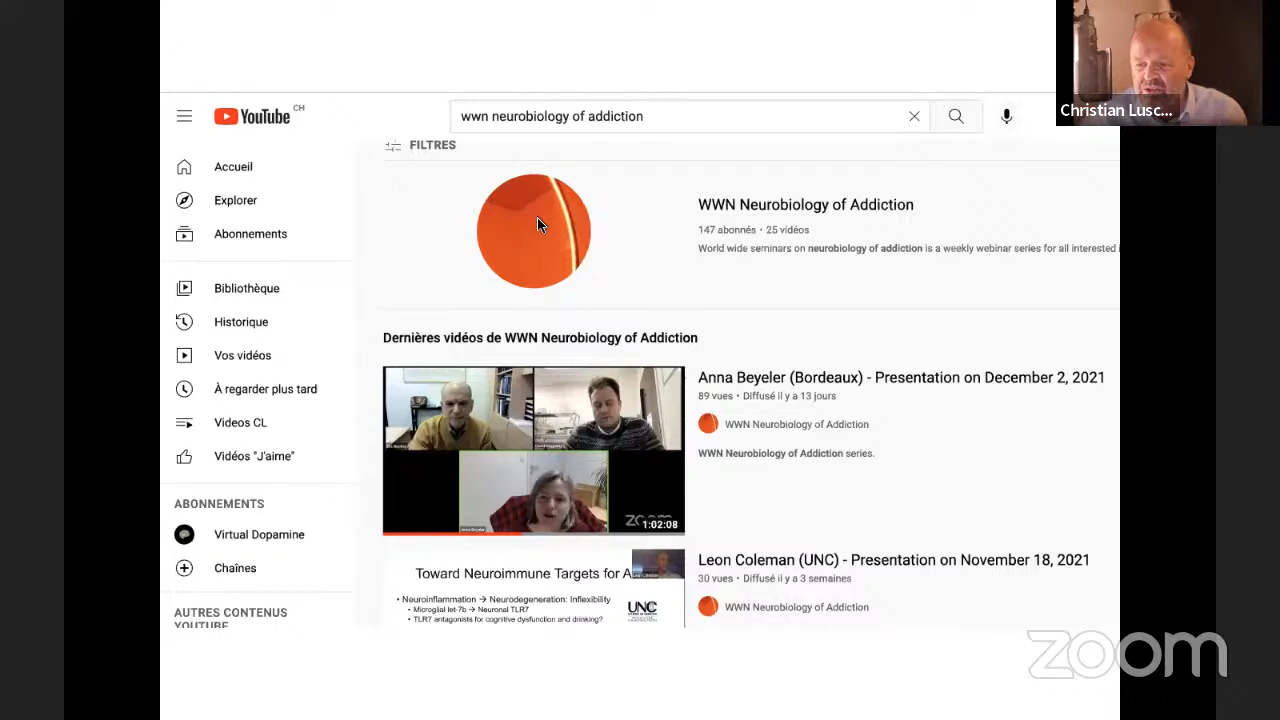 YouTube CH
wwn neurobiology of addiction
Christian Lusc...
FILTRES
Accueil
Explorer
Abonnements
Bibliothèque
Historique
Vos vidéos
À regarder plus tard
Videos CL
Vidéos "J'aime"
ABONNEMENTS
Virtual Dopamine
Chaînes
AUTRES CONTENUS
YOUTUBE
WWN Neurobiology of Addiction
147 abonnés • 25 vidéos
World wide seminars on neurobiology of addiction is a weekly webinar series for all interested
Dernières vidéos de WWN Neurobiology of Addiction
ZOOM
1:02:08
Anna Beyeler (Bordeaux) - Presentation on December 2, 2021
89 vues • Diffusé il y a 13 jours
WWN Neurobiology of Addiction
WWN Neurobiology of Addiction series.
Toward Neuroimmune Targets for A
• Neuroinflammation → Neurodegeneration: Inflexibility
• Microglial let-7b → Neuronal TLR7
• TLR7 antagonists for cognitive dysfunction and drinking?
UNC
Leon Coleman (UNC) - Presentation on November 18, 2021
30 vues • Diffusé il y a 3 semaines
WWN Neurobiology of Addiction
zoom